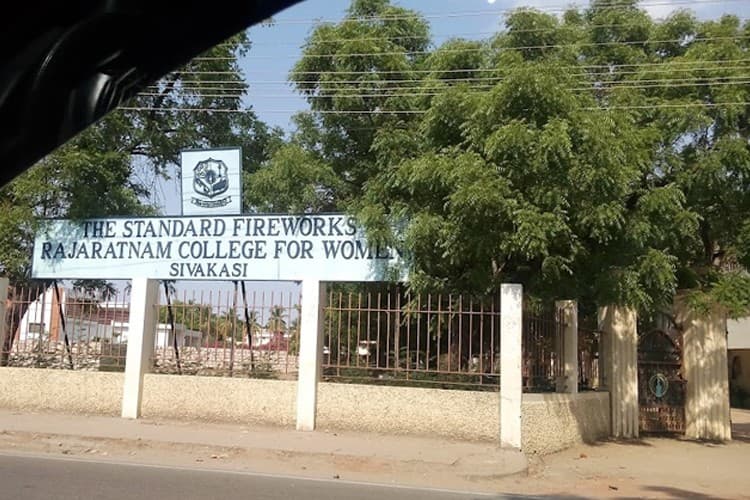 THE STANDARD FIREWORKS
RAJARATNAM COLLEGE FOR WOMEN
SIVAKASI